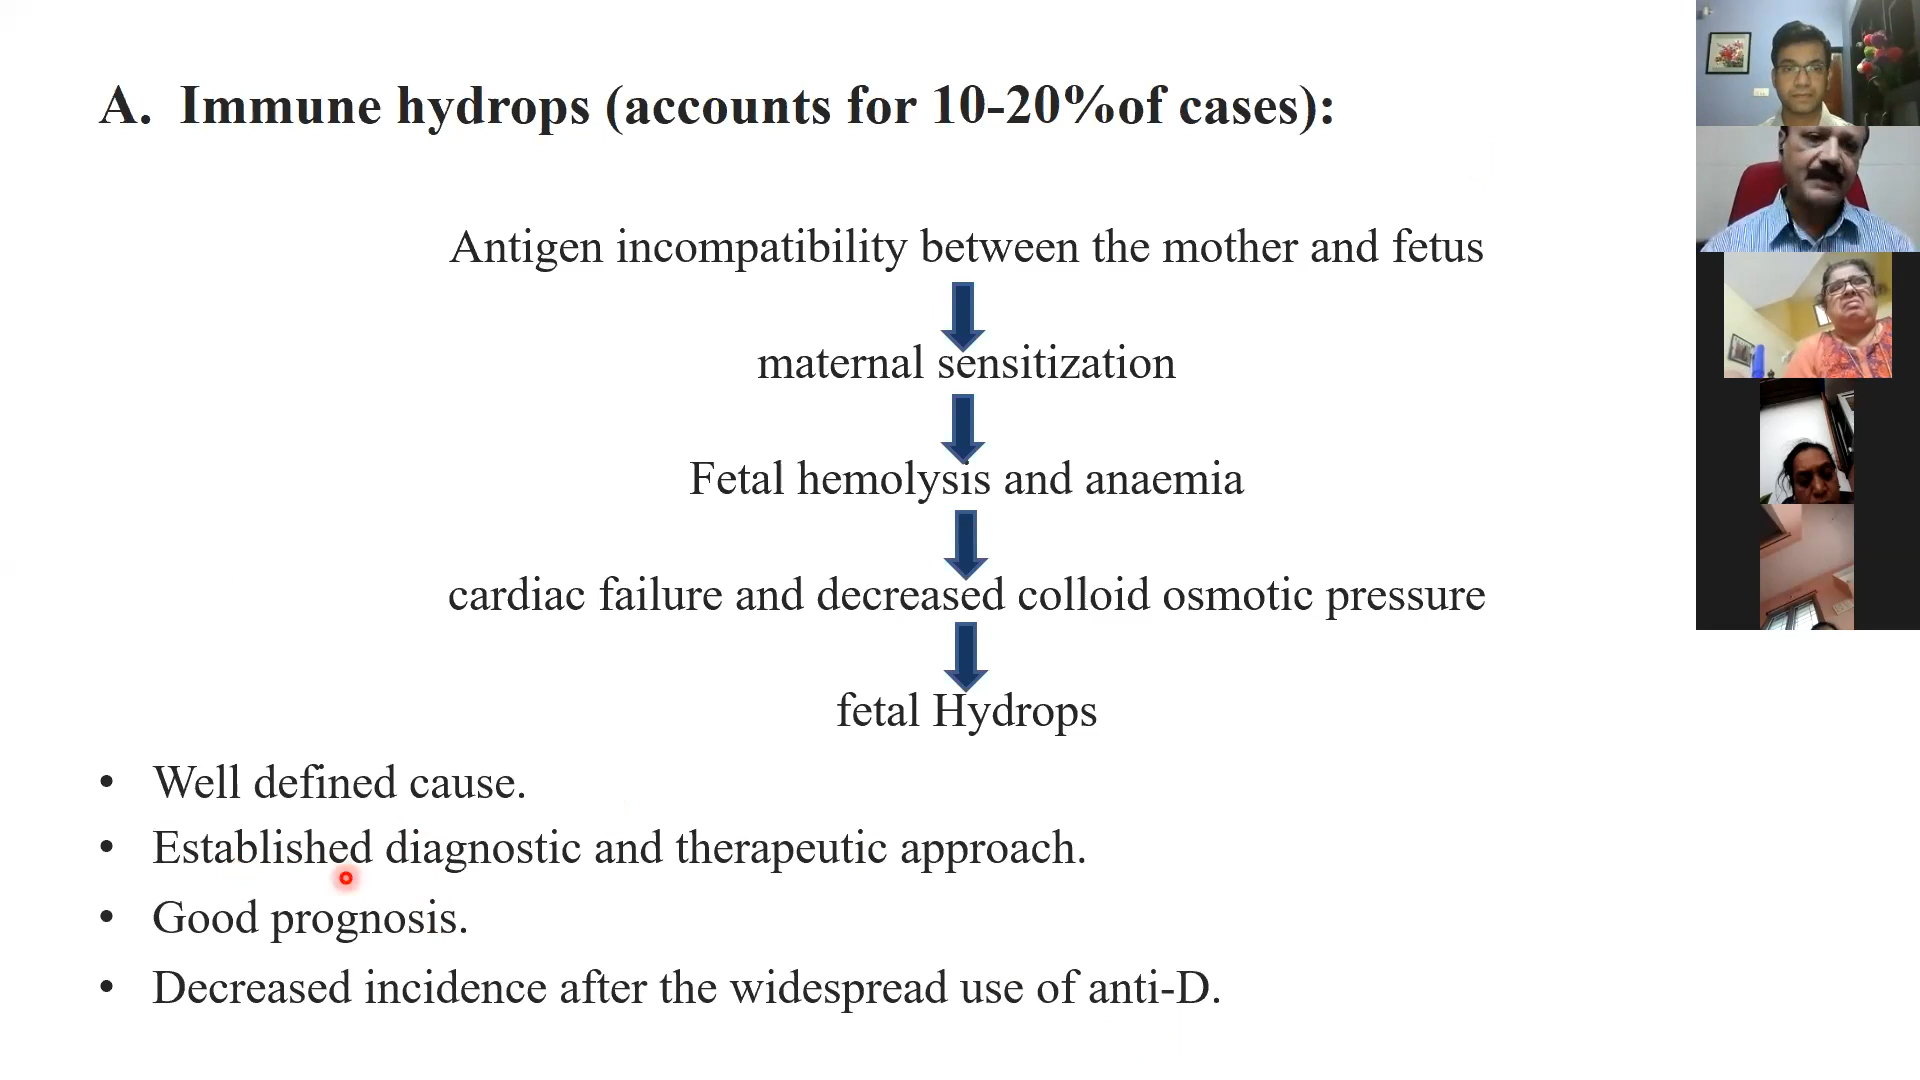 A. Immune hydrops (accounts for 10-20%of cases):
Antigen incompatibility between the mother and fetus
maternal sensitization
Fetal hemolysis and anaemia
cardiac failure and decreased colloid osmotic pressure
fetal Hydrops
• Well defined cause.
• Established diagnostic and therapeutic approach.
• Good prognosis.
• Decreased incidence after the widespread use of anti-D.